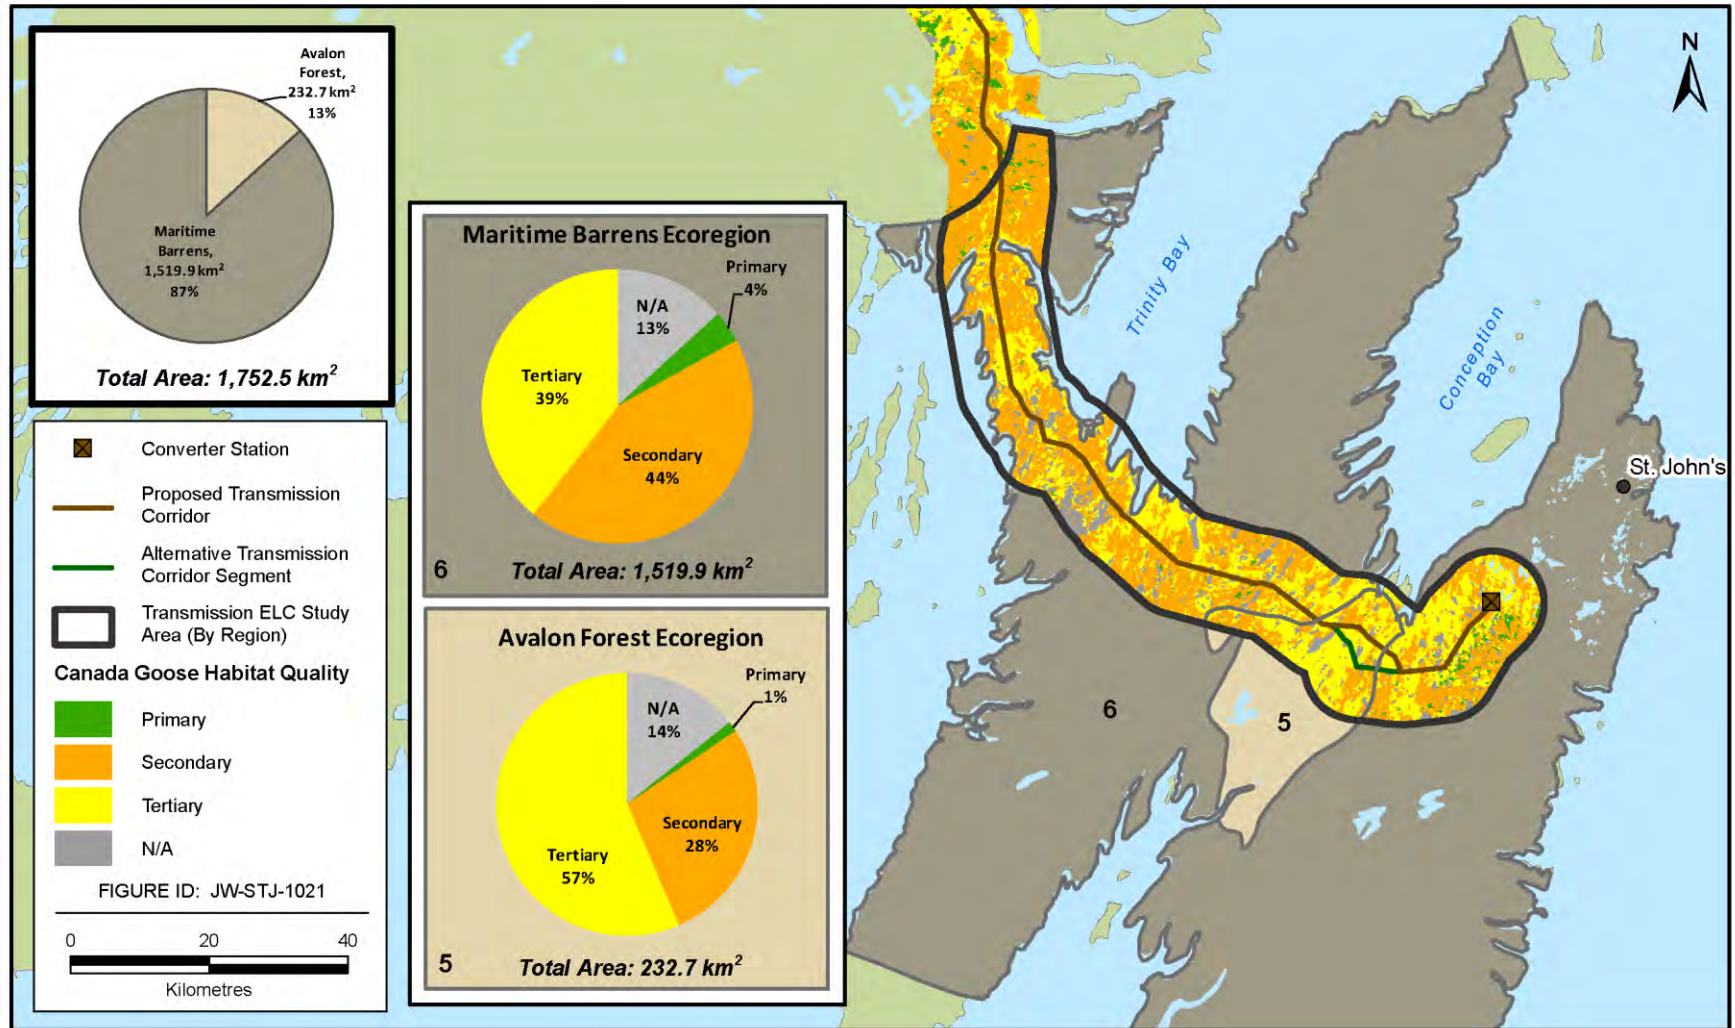 Avalon
Forest,
232.7 km²
13%
Maritime
Barrens,
1,519.9 km²
87%
Total Area: 1,752.5 km²
Converter Station
Proposed Transmission
Corridor
Alternative Transmission
Corridor Segment
Transmission ELC Study
Area (By Region)
Canada Goose Habitat Quality
Primary
Secondary
Tertiary
N/A
FIGURE ID: JW-STJ-1021
0 20 40
Kilometres
Maritime Barrens Ecoregion
Primary
4%
N/A
13%
Tertiary
39%
Secondary
44%
6 Total Area: 1,519.9 km²
Avalon Forest Ecoregion
Primary
1%
N/A
14%
Secondary
28%
Tertiary
57%
5 Total Area: 232.7 km²
N
Trinity Bay
Conception
Bay
St. John's
6
5